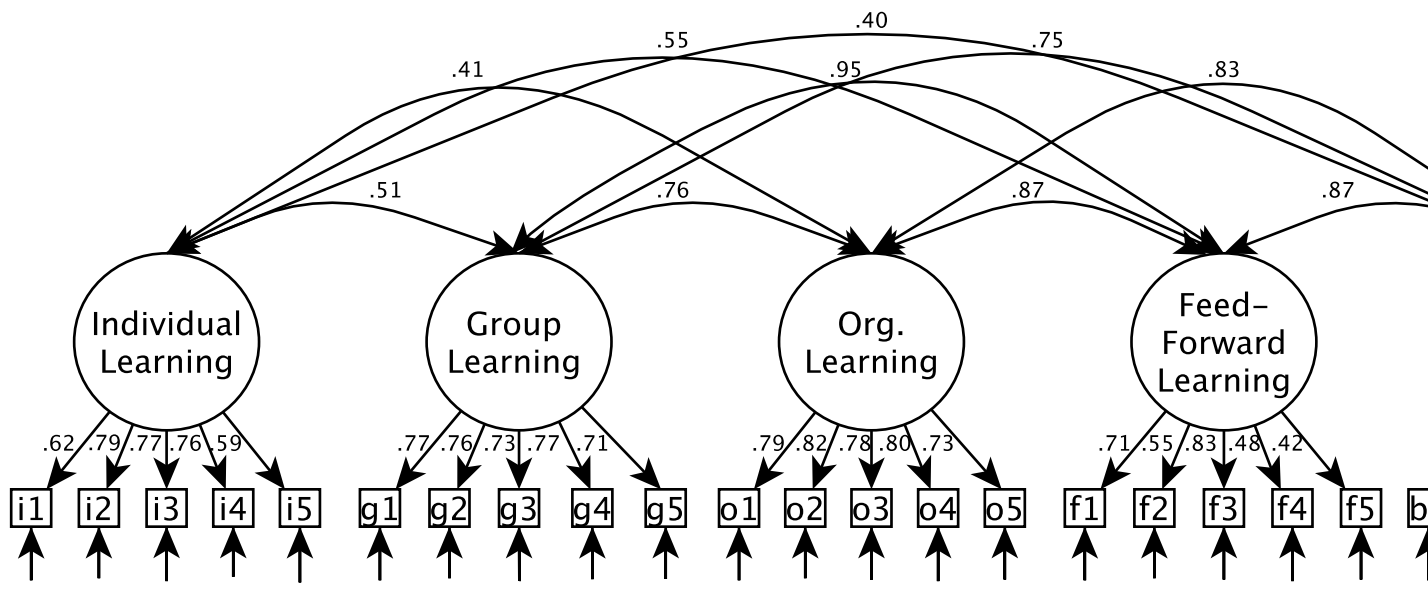 .40
.55
.75
.41
.95
.83
.51
.76
.87
.87
Individual
Learning
Group
Learning
Org.
Learning
Feed-
Forward
Learning
.62 .79 .77 .76 .59
.77 .76 .73 .77 .71
.79 .82 .78 .80 .73
.71 .55 .83 .48 .42
i1 i2 i3 i4 i5
g1 g2 g3 g4 g5
o1 o2 o3 o4 o5
f1 f2 f3 f4 f5
b